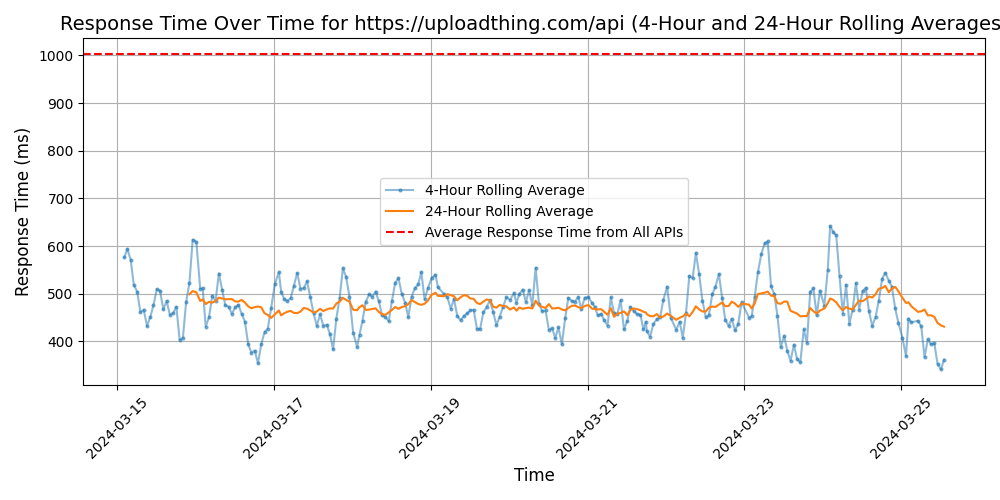 Response Time Over Time for https://uploadthing.com/api (4-Hour and 24-Hour Rolling Averages
Response Time (ms)
1000
900
800
700
600
500
400
4-Hour Rolling Average
24-Hour Rolling Average
Average Response Time from All APIs
2024-03-15
2024-03-17
2024-03-19
2024-03-21
2024-03-23
2024-03-25
Time